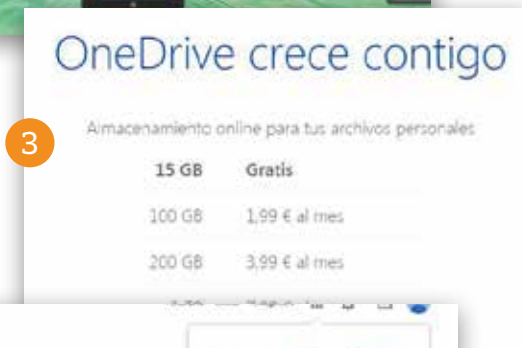 OneDrive crece contigo
Almacenamiento online para tus archivos personales
3
15 GB Gratis
100 GB 1,99 € al mes
200 GB 3,99 € al mes